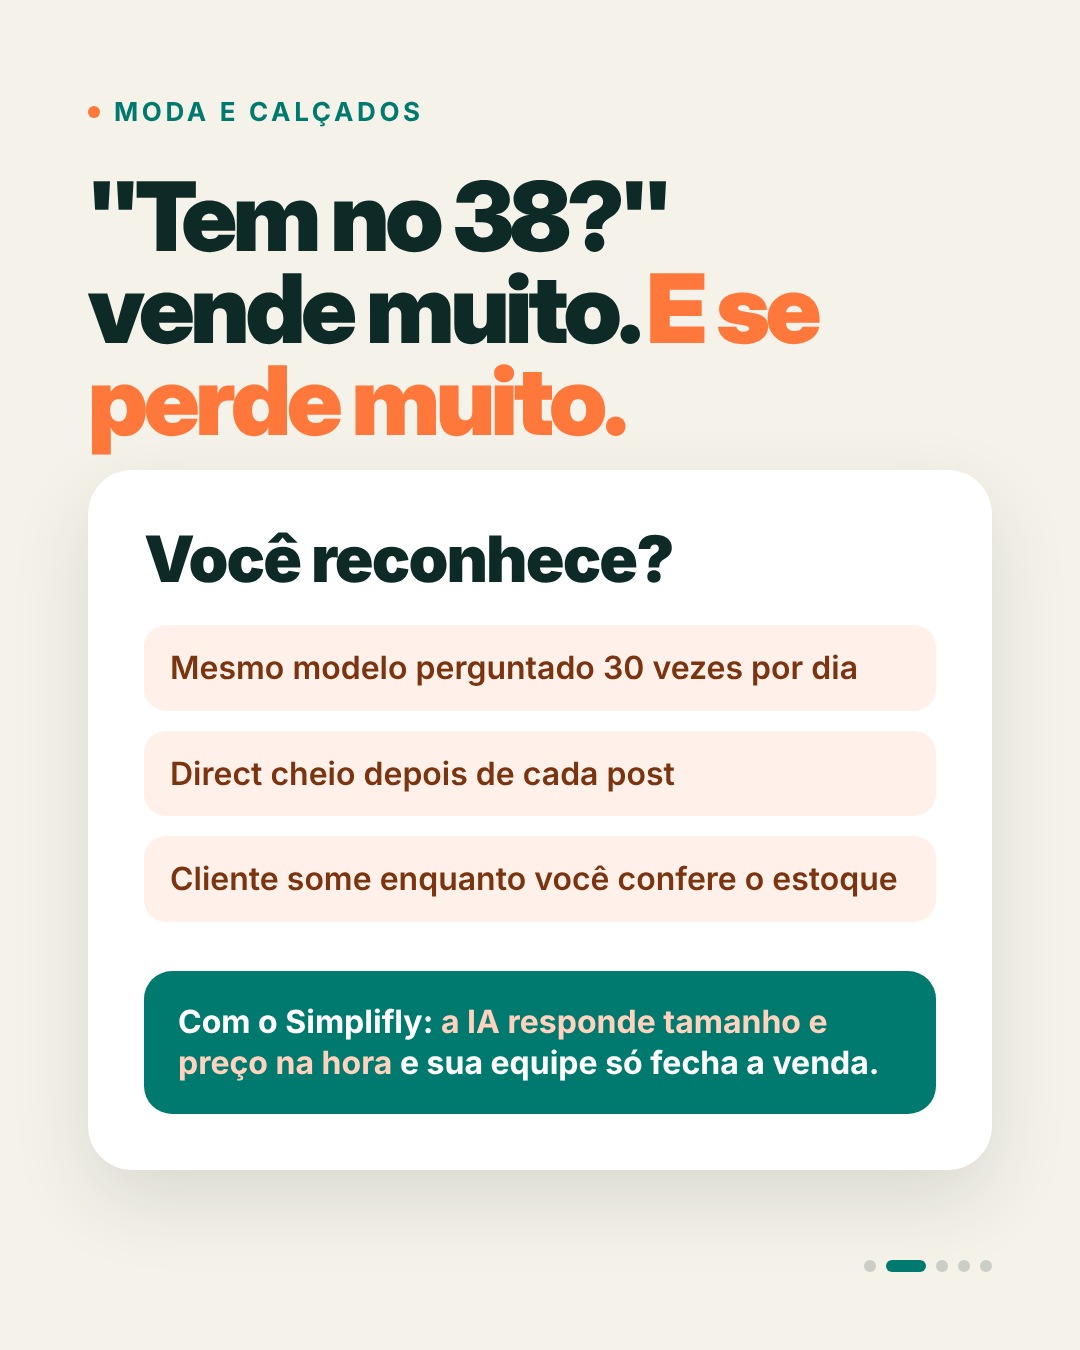 MODA E CALÇADOS
"Tem no 38?"
vende muito. E se
perde muito.
Você reconhece?
Mesmo modelo perguntado 30 vezes por dia
Direct cheio depois de cada post
Cliente some enquanto você confere o estoque
Com o Simplifly: a IA responde tamanho e
preço na hora e sua equipe só fecha a venda.